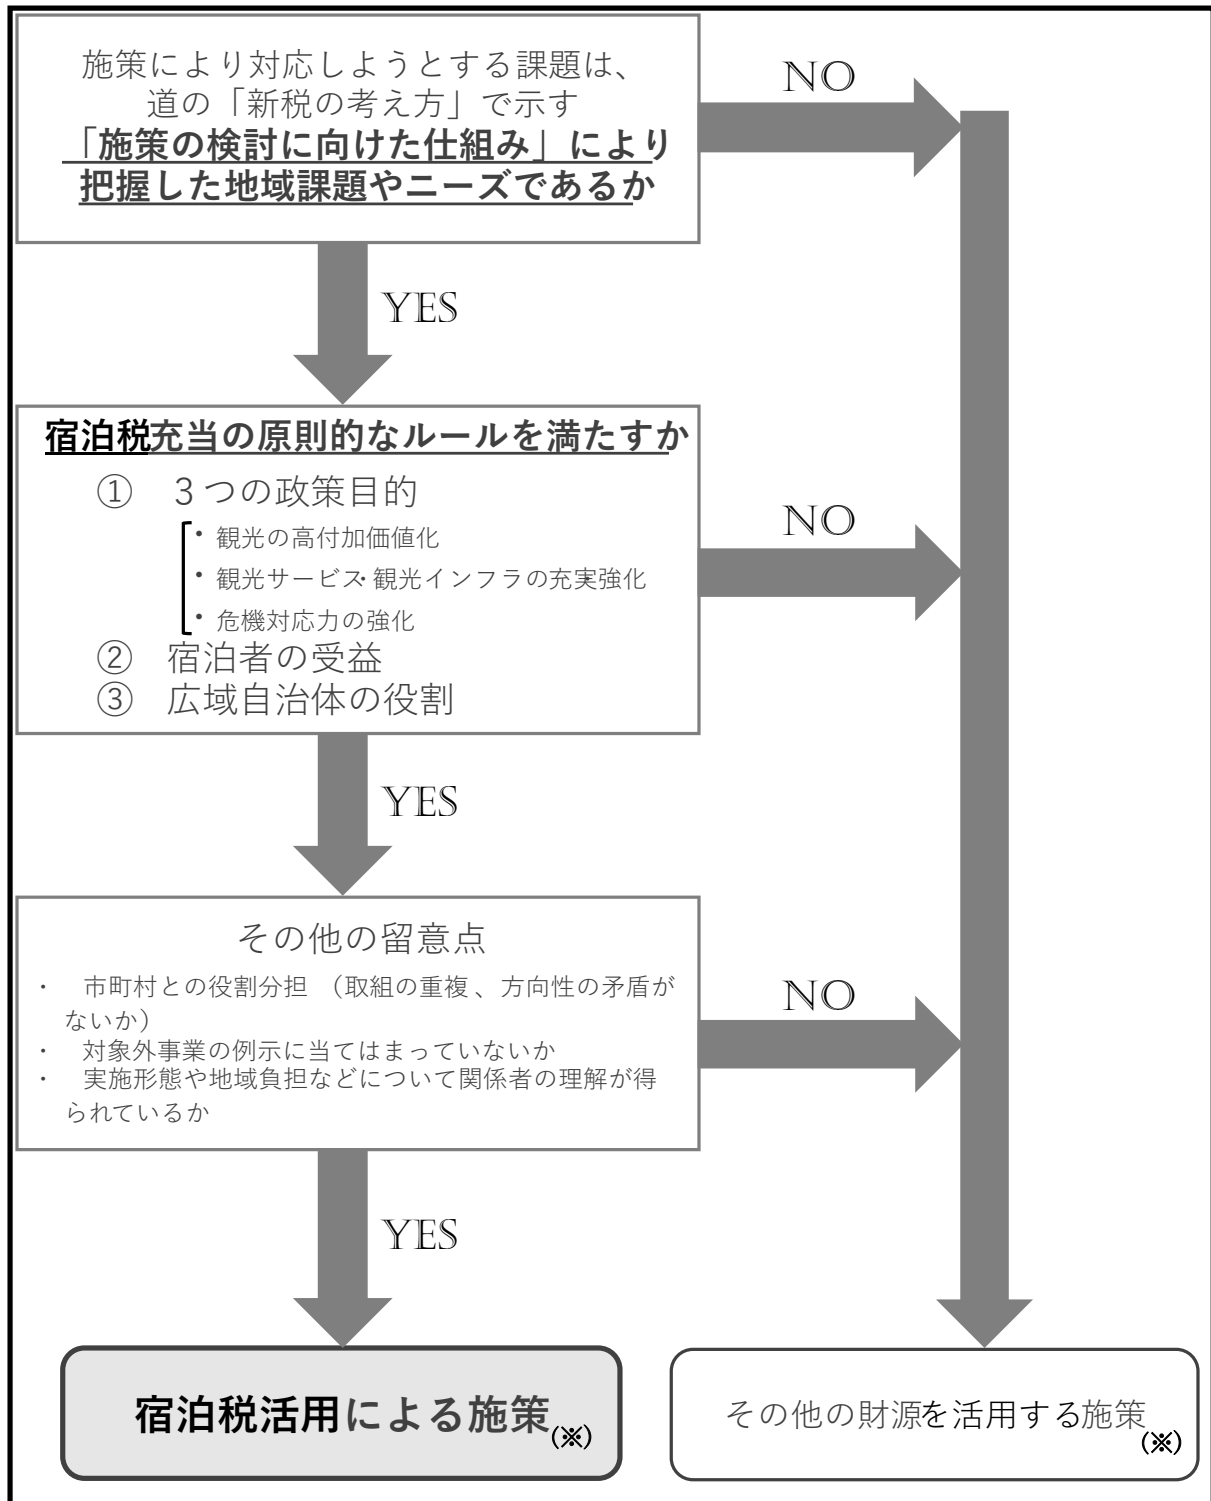 施策により対応しようとする課題は、
道の「新税の考え方」で示す
「施策の検討に向けた仕組み」により
把握した地域課題やニーズであるか
NO
YES
宿泊税充当の原則的なルールを満たすか
① 3つの政策目的
・観光の高付加価値化
・観光サービス・観光インフラの充実強化
・危機対応力の強化
② 宿泊者の受益
③ 広域自治体の役割
NO
YES
その他の留意点
・ 市町村との役割分担 （取組の重複、方向性の矛盾が
ないか）
・ 対象外事業の例示に当てはまっていないか
・ 実施形態や地域負担などについて関係者の理解が得
られているか
NO
YES
宿泊税活用による施策(※)
その他の財源を活用する施策(※)